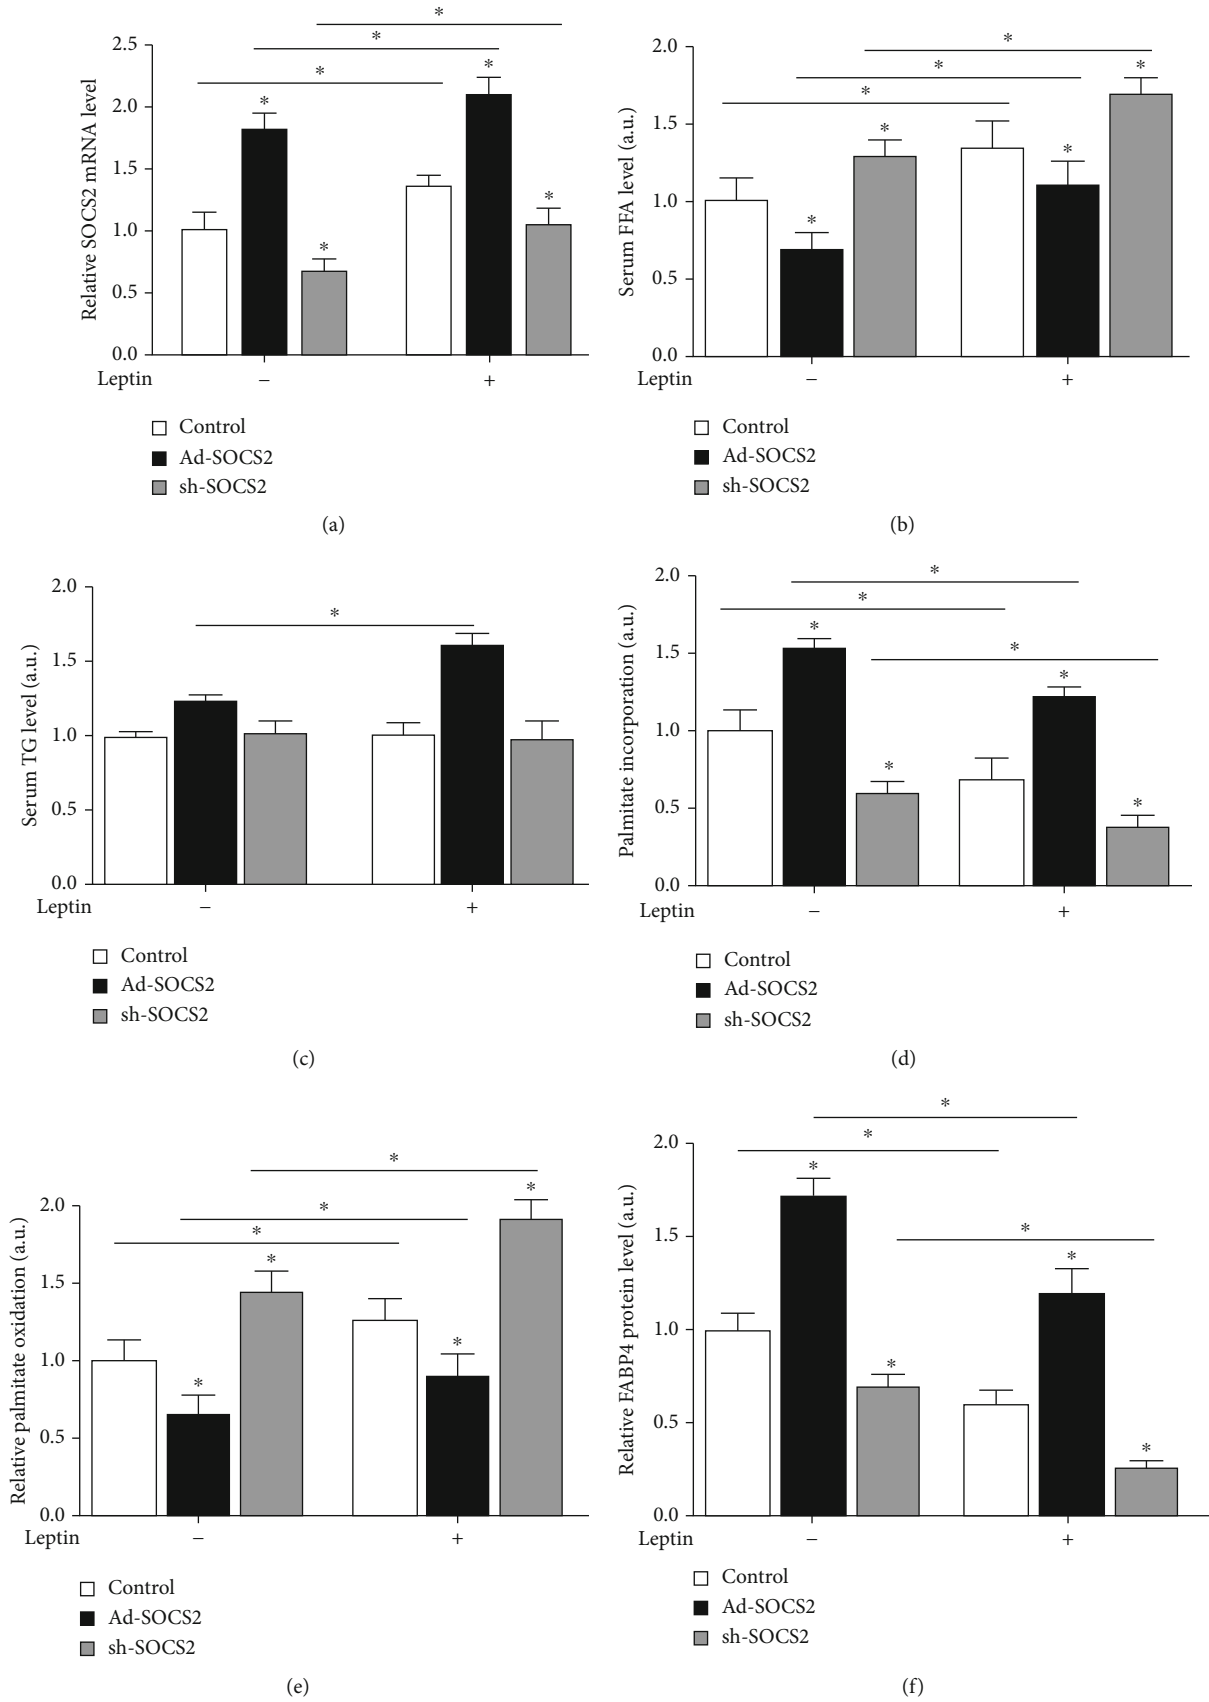 *
*
*
Relative SOCS2 mRNA level
2.5
2.0
1.5
1.0
0.5
0.0
*
*
*
*
Leptin − +
Control
Ad-SOCS2
sh-SOCS2
(a)
*
*
*
Serum FFA level (a.u.)
2.0
1.5
1.0
0.5
0.0
*
*
*
*
Leptin − +
Control
Ad-SOCS2
sh-SOCS2
(b)
*
Serum TG level (a.u.)
2.0
1.5
1.0
0.5
0.0
Leptin − +
Control
Ad-SOCS2
sh-SOCS2
(c)
*
*
*
Palmitate incorporation (a.u.)
2.0
1.5
1.0
0.5
0.0
*
*
*
*
Leptin − +
Control
Ad-SOCS2
sh-SOCS2
(d)
*
*
*
Relative palmitate oxidation (a.u.)
2.0
1.5
1.0
0.5
0.0
*
*
*
*
Leptin − +
Control
Ad-SOCS2
sh-SOCS2
(e)
*
*
*
Relative FABP4 protein level (a.u.)
2.0
1.5
1.0
0.5
0.0
*
*
*
*
Leptin − +
Control
Ad-SOCS2
sh-SOCS2
(f)